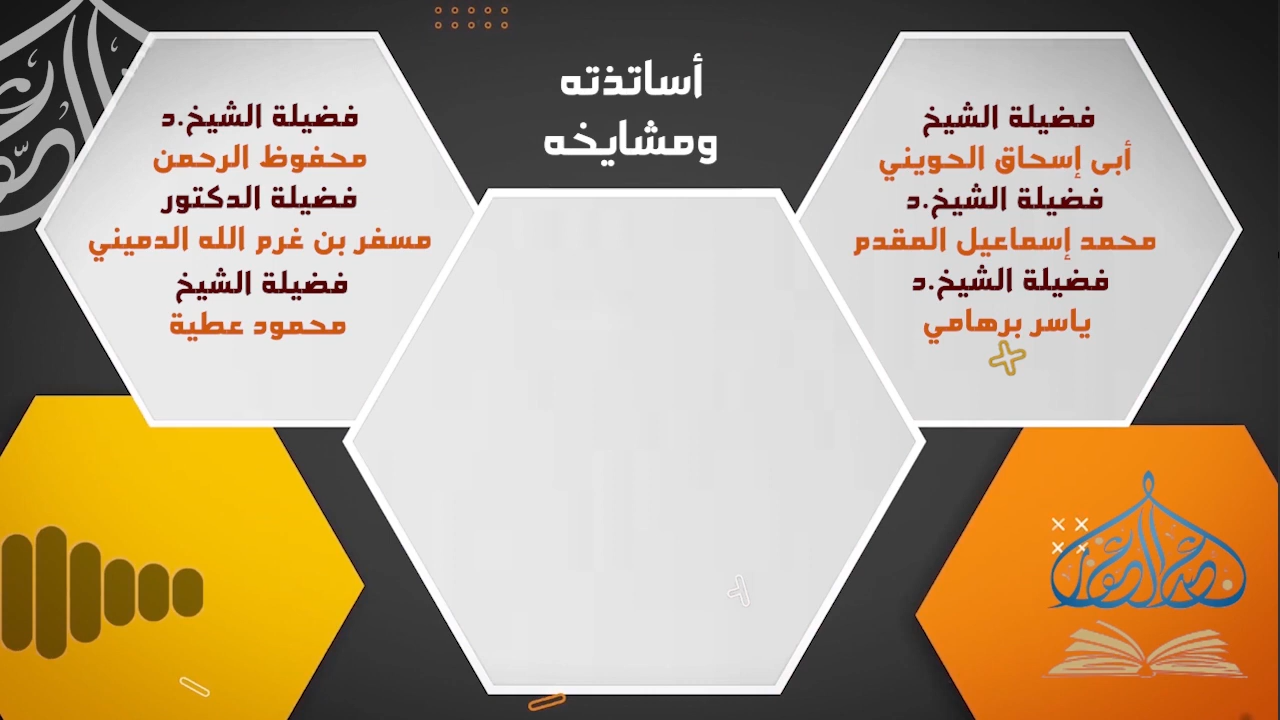 أساتذته
ومشايخه
فضيلة الشيخ
أبى إسحاق الحويني
فضيلة الشيخ.د
محمد إسماعيل المقدم
فضيلة الشيخ.د
ياسر برهامي
فضيلة الشيخ.د
محفوظ الرحمن
فضيلة الدكتور
مسفر بن غرم الله الدميني
فضيلة الشيخ
محمود عطية